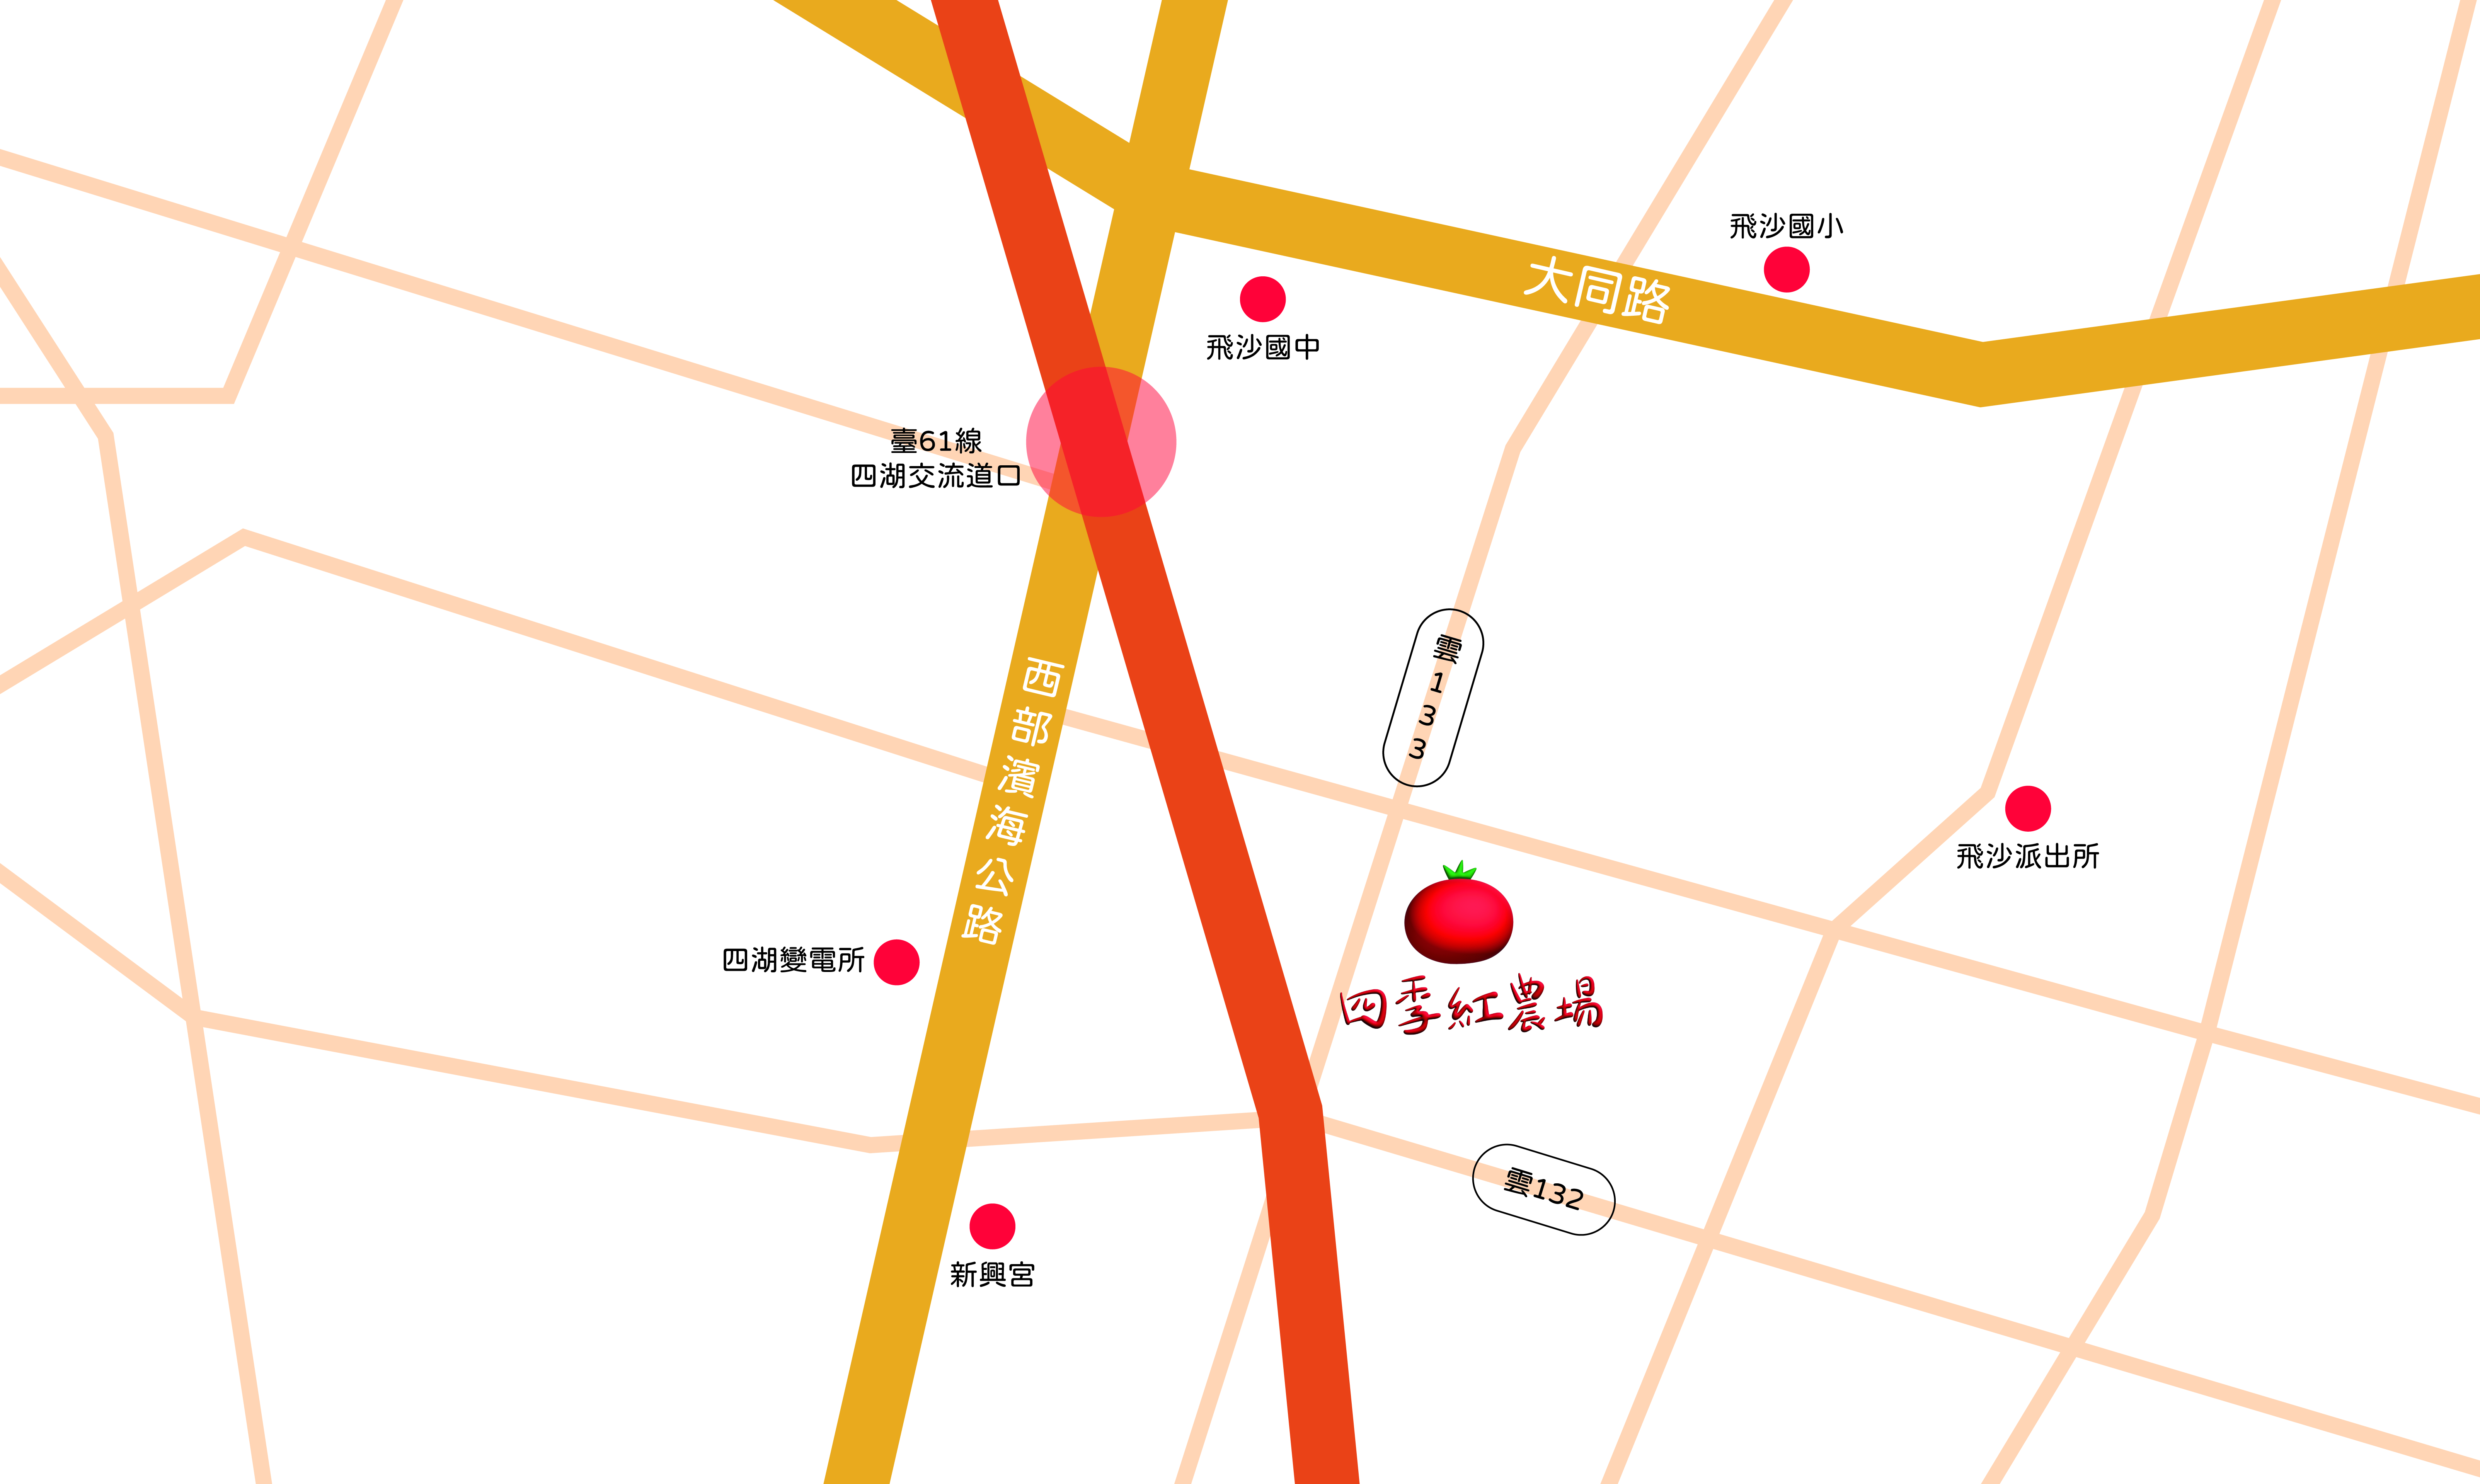 飛沙國小
大同路
飛沙國中
臺61線
四湖交流道口
雲133
西部濱海公路
飛沙派出所
四湖變電所
四季紅農場
雲132
新興宮